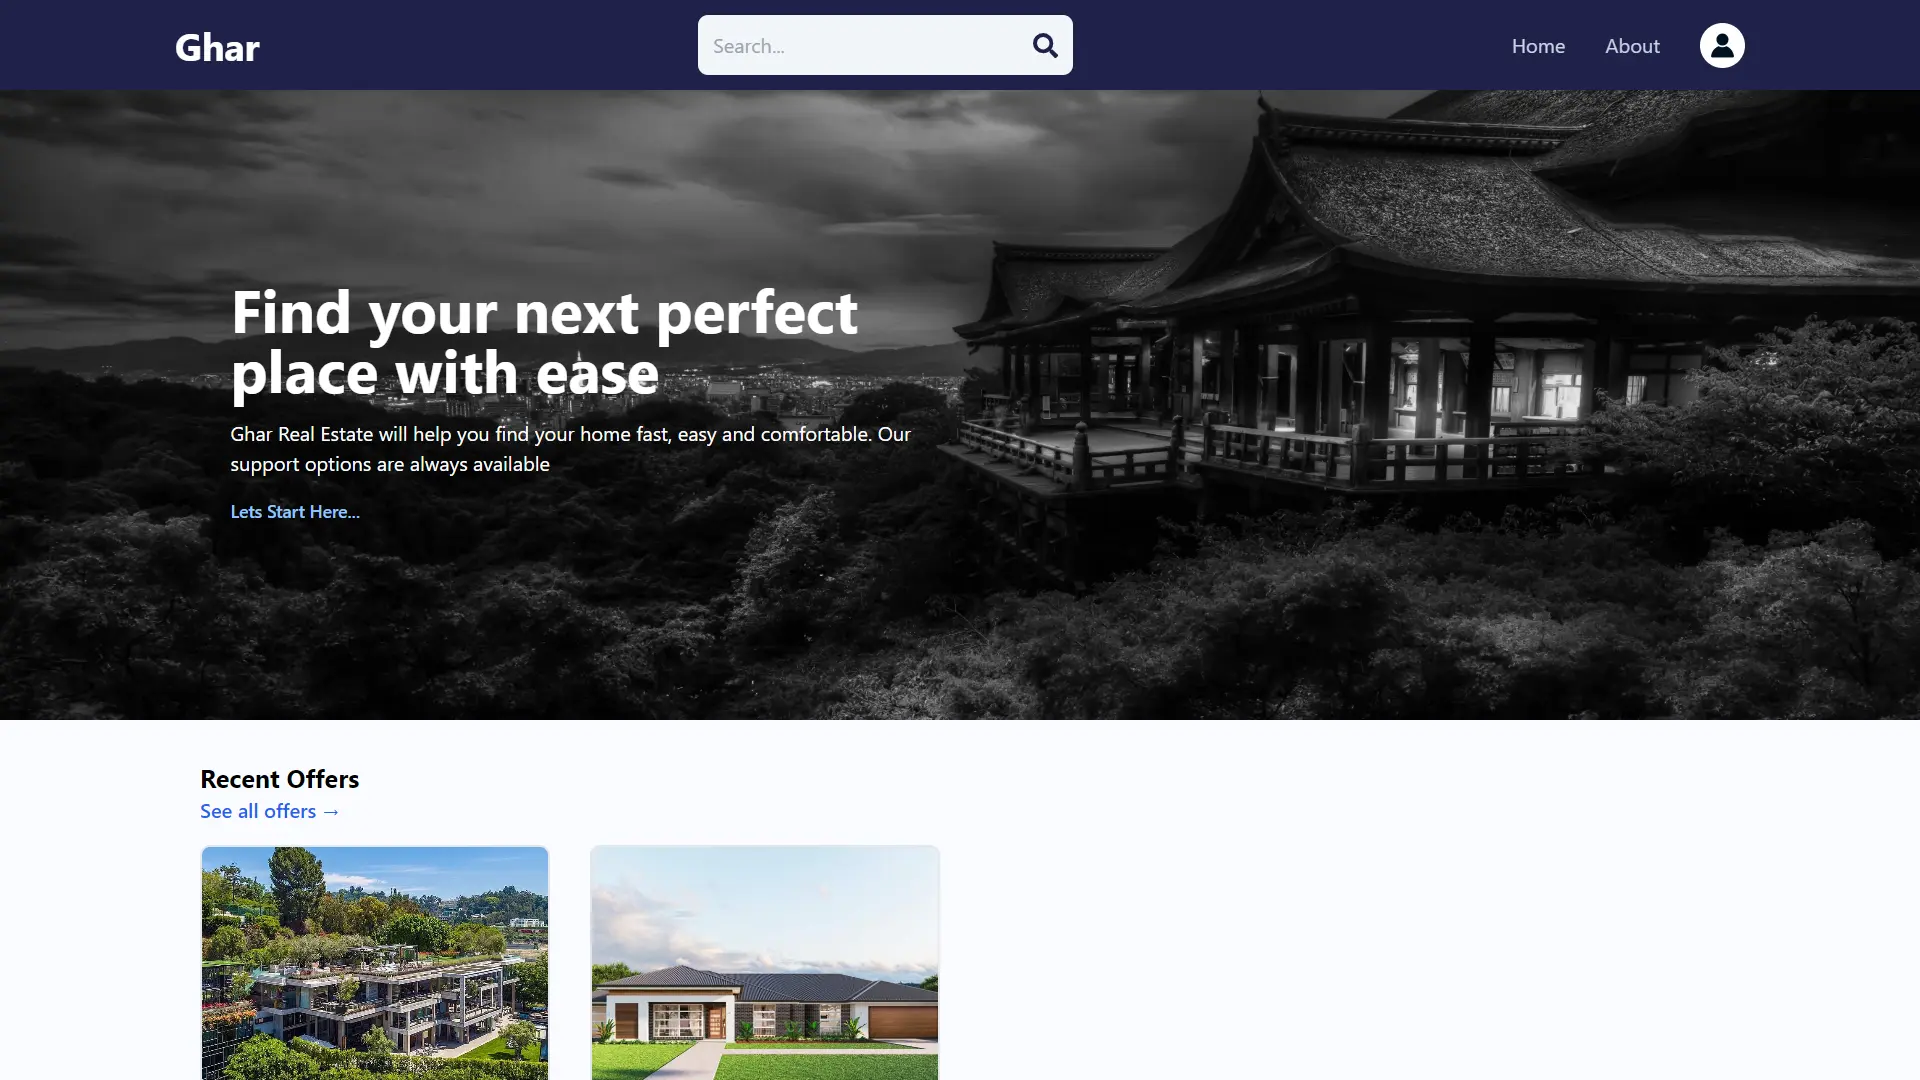 Ghar
Search...
Home
About
Find your next perfect
place with ease
Ghar Real Estate will help you find your home fast, easy and comfortable. Our
support options are always available
Lets Start Here...
Recent Offers
See all offers →